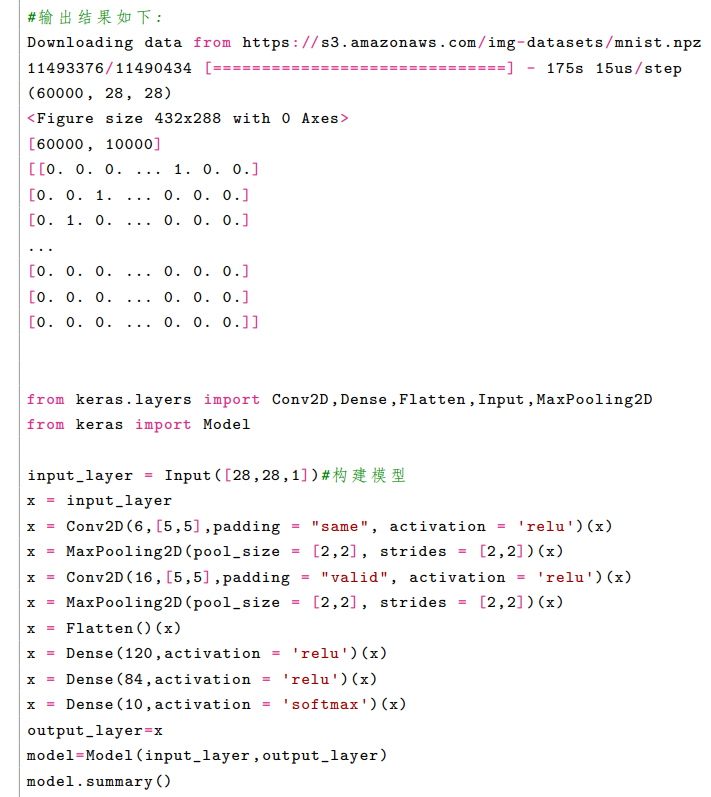 #输出结果如下:
Downloading data from https://s3.amazonaws.com/img-datasets/mnist.npz
11493376/11490434 [==============================] - 175s 15us/step
(60000, 28, 28)
<Figure size 432x288 with 0 Axes>
[60000, 10000]
[[0. 0. 0. ... 1. 0. 0.]
[0. 0. 1. ... 0. 0. 0.]
[0. 1. 0. ... 0. 0. 0.]
...
[0. 0. 0. ... 0. 0. 0.]
[0. 0. 0. ... 0. 0. 0.]
[0. 0. 0. ... 0. 0. 0.]]
from keras.layers import Conv2D,Dense,Flatten,Input,MaxPooling2D
from keras import Model
input_layer = Input([28,28,1])#构建模型
x = input_layer
x = Conv2D(6,[5,5],padding = "same", activation = 'relu')(x)
x = MaxPooling2D(pool_size = [2,2], strides = [2,2])(x)
x = Conv2D(16,[5,5],padding = "valid", activation = 'relu')(x)
x = MaxPooling2D(pool_size = [2,2], strides = [2,2])(x)
x = Flatten()(x)
x = Dense(120,activation = 'relu')(x)
x = Dense(84,activation = 'relu')(x)
x = Dense(10,activation = 'softmax')(x)
output_layer=x
model=Model(input_layer,output_layer)
model.summary()